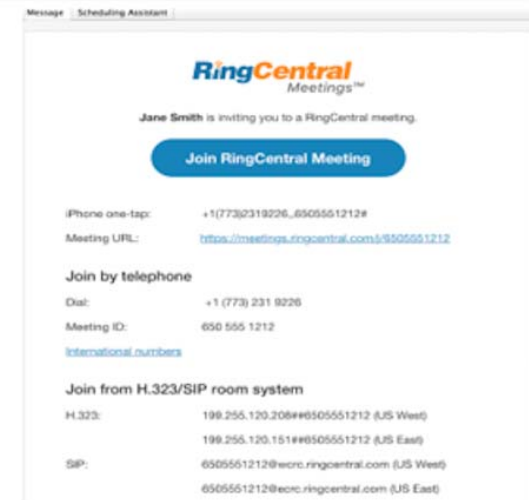 Message Scheduling Assistant
RingCentral
Meetings™
Jane Smith is inviting you to a RingCentral meeting.
Join RingCentral Meeting
iPhone one-tap: +1(773)2319226,,6505551212#
Meeting URL: https://meetings.ringcentral.com/j/6505551212
Join by telephone
Dial: +1 (773) 231 9226
Meeting ID: 650 555 1212
International numbers
Join from H.323/SIP room system
H.323: 199.255.120.208##6505551212 (US West)
199.255.120.151##6505551212 (US East)
SIP: 6505551212@wcrc.ringcentral.com (US West)
6505551212@ecrc.ringcentral.com (US East)